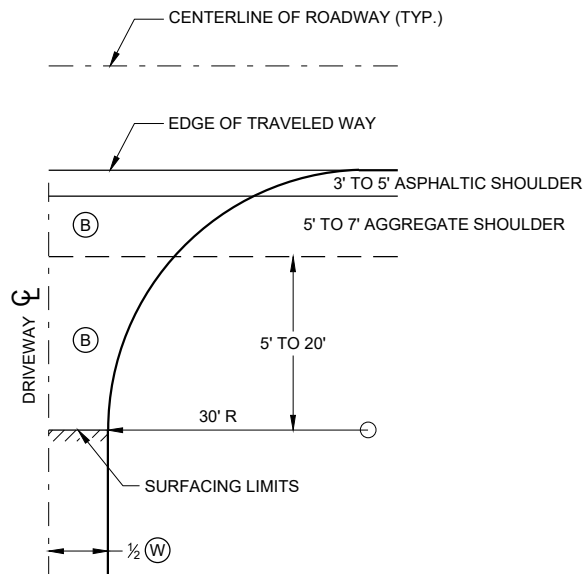 CENTERLINE OF ROADWAY (TYP.)
EDGE OF TRAVELED WAY
3' TO 5' ASPHALTIC SHOULDER
B
5' TO 7' AGGREGATE SHOULDER
DRIVEWAY ℄
B
5' TO 20'
30' R
SURFACING LIMITS
½ W